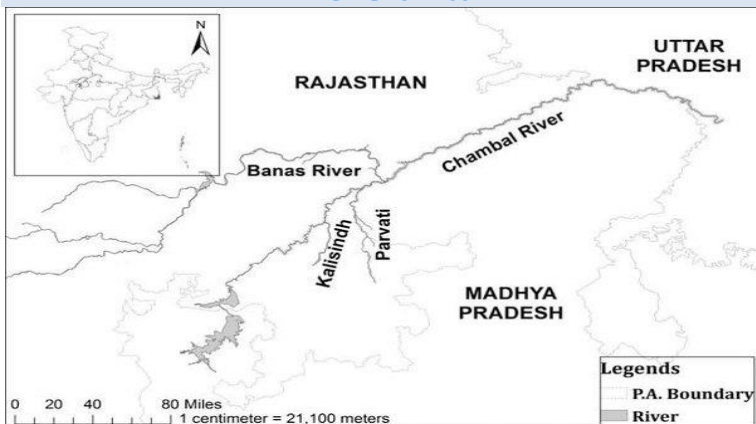 N
UTTAR
PRADESH
RAJASTHAN
Chambal River
Banas River
Kalisindh
Parvati
MADHYA
PRADESH
Legends
P.A. Boundary
River
0 20 40 80 Miles
1 centimeter = 21,100 meters